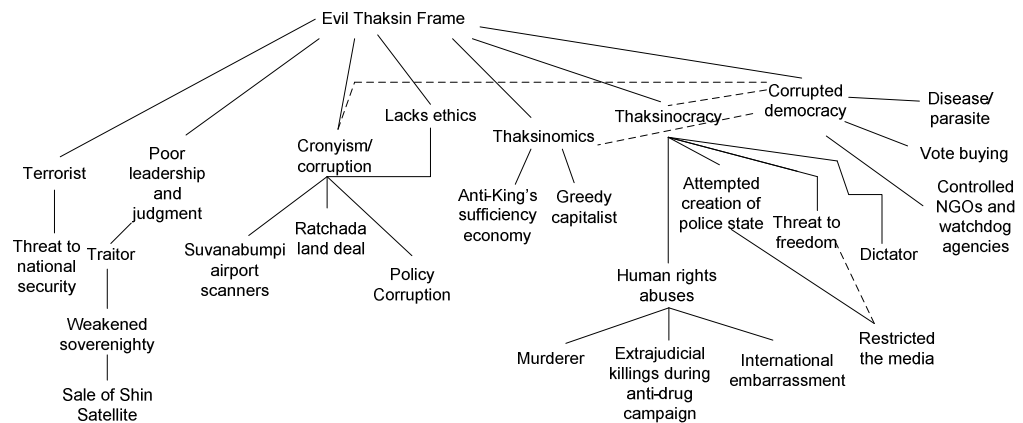 Evil Thaksin Frame
Terrorist
Threat to
national
security
Poor
leadership
and
judgment
Traitor
Weakened
soverenighty
Sale of Shin
Satellite
Cronyism/
corruption
Suvanabumpi
airport
scanners
Ratchada
land deal
Policy
Corruption
Lacks ethics
Thaksinomics
Anti-King's
sufficiency
economy
Greedy
capitalist
Thaksinocracy
Human rights
abuses
Murderer
Extrajudicial
killings during
anti-drug
campaign
International
embarrassment
Attempted
creation of
police state
Threat to
freedom
Restricted
the media
Dictator
Corrupted
democracy
Disease/
parasite
Vote buying
Controlled
NGOs and
watchdog
agencies